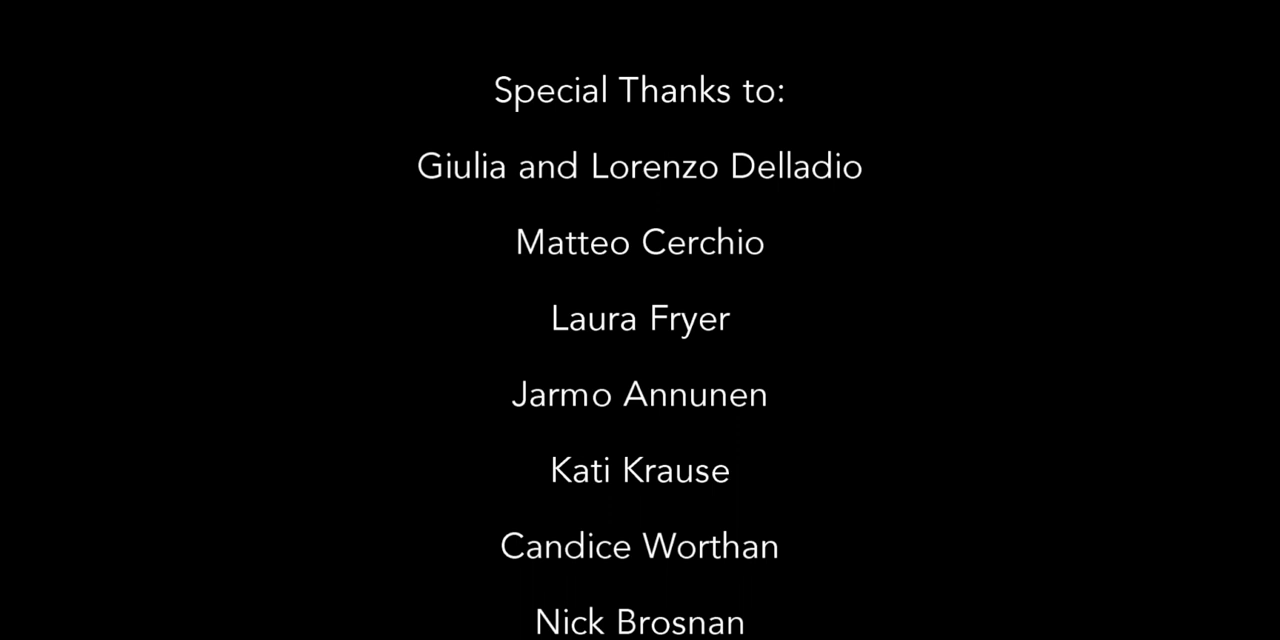 Special Thanks to:
Giulia and Lorenzo Delladio
Matteo Cerchio
Laura Fryer
Jarmo Annunen
Kati Krause
Candice Worthan
Nick Brosnan